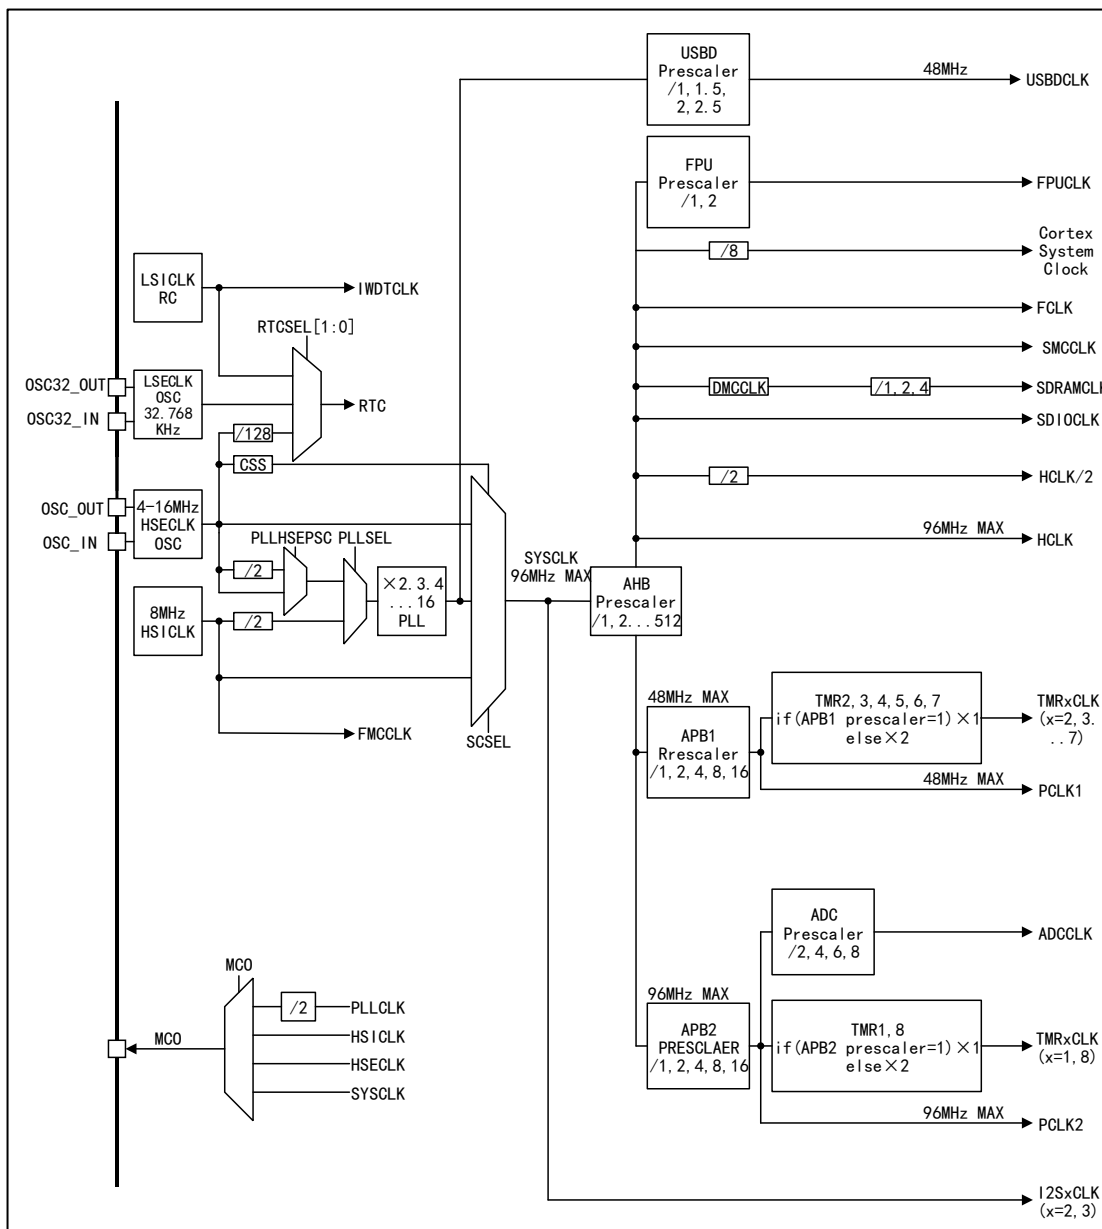 USBD
Prescaler
/1, 1.5,
2, 2.5
48MHz
USBDCLK
FPU
Prescaler
/1, 2
FPUCLK
/8
Cortex
System
Clock
LSICLK
RC
IWDTCLK
FCLK
RTCSEL[1:0]
SMCCLK
OSC32_OUT
OSC32_IN
LSECLK
OSC
32.768
KHz
RTC
DMCCLK
/1, 2, 4
SDRAMCLK
SDIOCLK
/128
CSS
/2
HCLK/2
OSC_OUT
OSC_IN
4-16MHz
HSECLK
OSC
96MHz MAX
HCLK
PLLHSEPSC
PLLSEL
/2
×2.3.4
...16
PLL
SYSCLK
96MHz MAX
AHB
Prescaler
/1, 2...512
8MHz
HSICLK
/2
FMCCLK
SCSEL
48MHz MAX
APB1
Rrescaler
/1, 2, 4, 8, 16
TMR2, 3, 4, 5, 6, 7
if(APB1 prescaler=1)×1
else×2
TMRxCLK
(x=2, 3.
..7)
48MHz MAX
PCLK1
ADC
Prescaler
/2, 4, 6, 8
ADCCLK
MCO
/2
PLLCLK
HSICLK
HSECLK
SYSCLK
MCO
96MHz MAX
APB2
PRESCLAER
/1, 2, 4, 8, 16
TMR1, 8
if(APB2 prescaler=1)×1
else×2
TMRxCLK
(x=1, 8)
96MHz MAX
PCLK2
I2SxCLK
(x=2, 3)